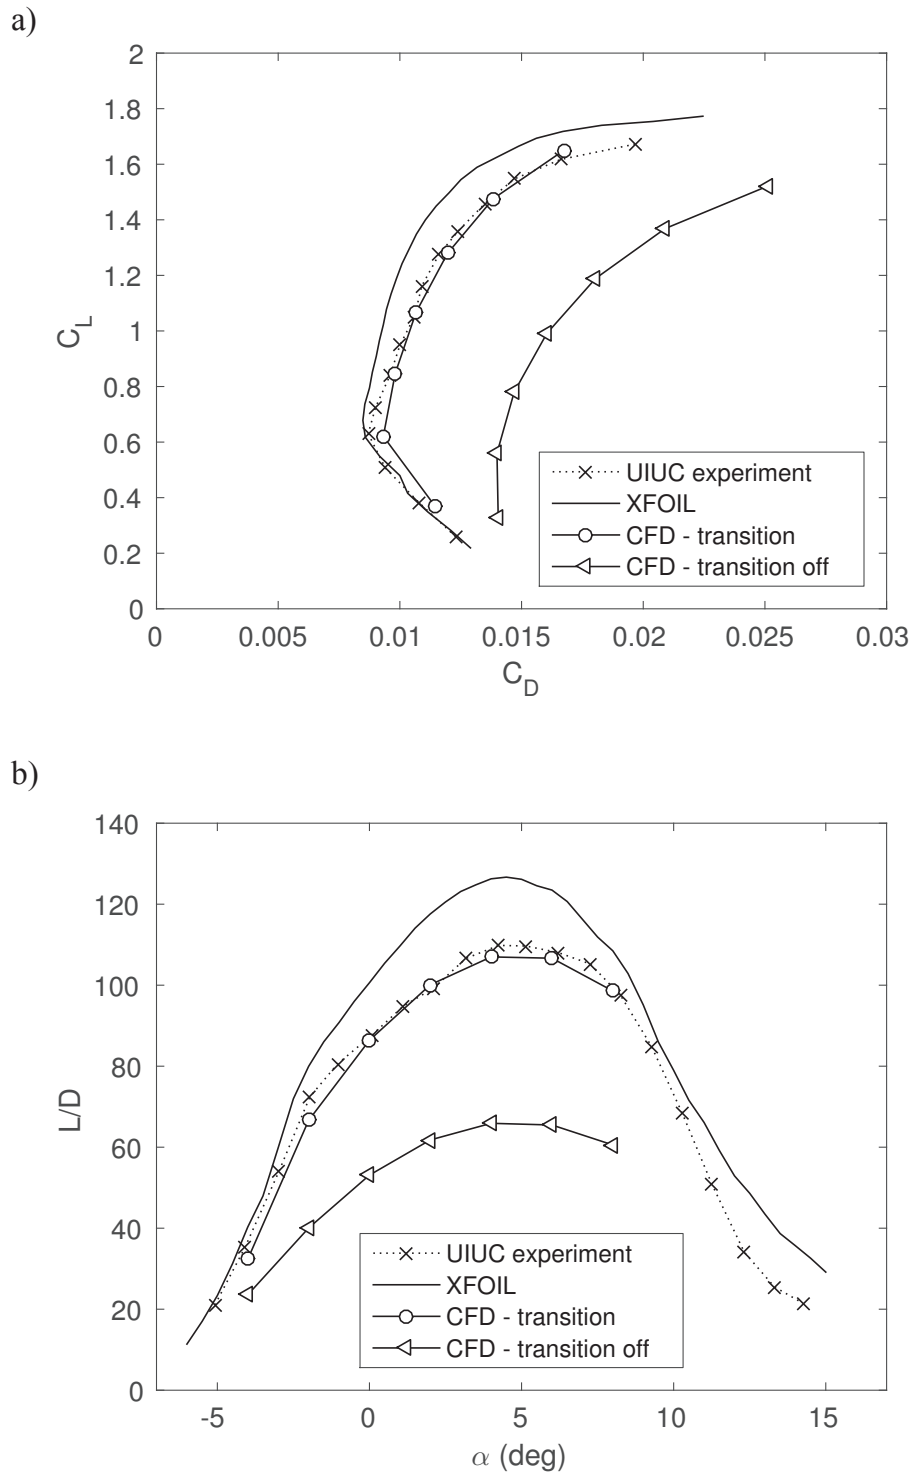 a)
2
1.8
1.6
1.4
1.2
1
0.8
0.6
0.4
0.2
0
C_L
UIUC experiment
XFOIL
CFD - transition
CFD - transition off
0 0.005 0.01 0.015 0.02 0.025 0.03
C_D
b)
140
120
100
80
60
40
20
0
L/D
UIUC experiment
XFOIL
CFD - transition
CFD - transition off
-5 0 5 10 15
α (deg)